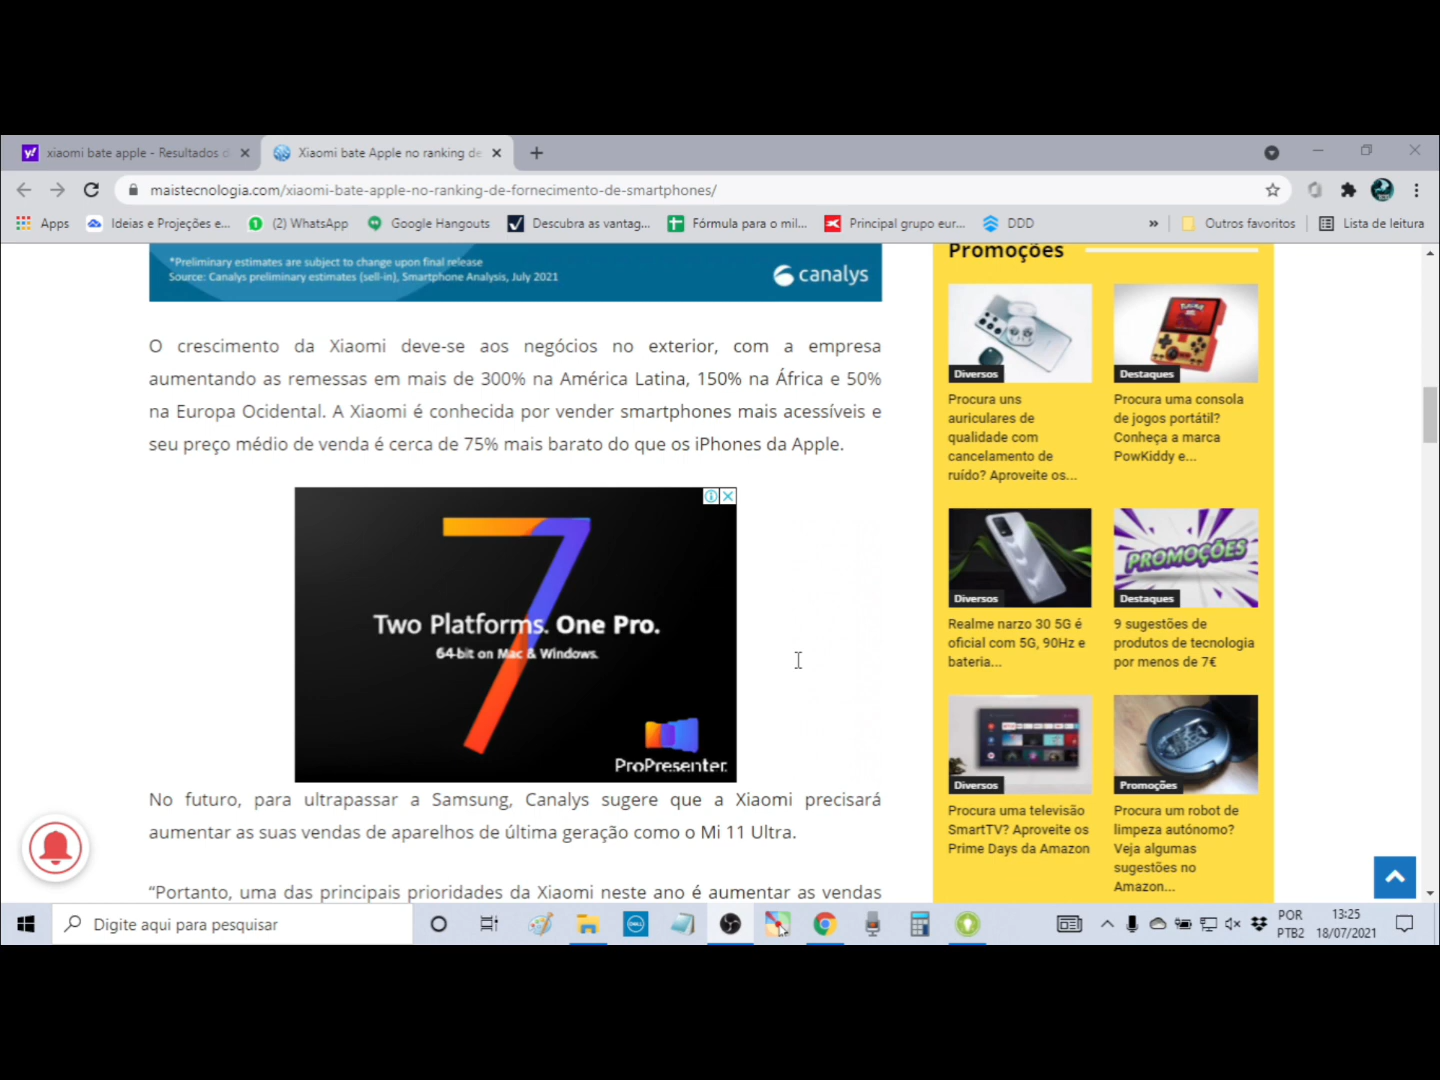 xiaomi bate apple - Resultados d
Xiaomi bate Apple no ranking de
maistecnologia.com/xiaomi-bate-apple-no-ranking-de-fornecimento-de-smartphones/
Apps
Ideias e Projeções e...
(2) WhatsApp
Google Hangouts
Descubra as vantag...
Fórmula para o mil...
Principal grupo eur...
DDD
»
Outros favoritos
Lista de leitura
*Preliminary estimates are subject to change upon final release
Source: Canalys preliminary estimates (sell-in), Smartphone Analysis, July 2021
canalys
O crescimento da Xiaomi deve-se aos negócios no exterior, com a empresa
aumentando as remessas em mais de 300% na América Latina, 150% na África e 50%
na Europa Ocidental. A Xiaomi é conhecida por vender smartphones mais acessíveis e
seu preço médio de venda é cerca de 75% mais barato do que os iPhones da Apple.
7
Two Platforms. One Pro.
64-bit on Mac & Windows.
ProPresenter.
No futuro, para ultrapassar a Samsung, Canalys sugere que a Xiaomi precisará
aumentar as suas vendas de aparelhos de última geração como o Mi 11 Ultra.
“Portanto, uma das principais prioridades da Xiaomi neste ano é aumentar as vendas
Promoções
Diversos
Procura uns
auriculares de
qualidade com
cancelamento de
ruído? Aproveite os...
Destaques
Procura uma consola
de jogos portátil?
Conheça a marca
PowKiddy e...
Diversos
Realme narzo 30 5G é
oficial com 5G, 90Hz e
bateria...
PROMOÇÕES
Destaques
9 sugestões de
produtos de tecnologia
por menos de 7€
Diversos
Procura uma televisão
SmartTV? Aproveite os
Prime Days da Amazon
Promoções
Procura um robot de
limpeza autónomo?
Veja algumas
sugestões no
Amazon...
Digite aqui para pesquisar
POR
PTB2
13:25
18/07/2021